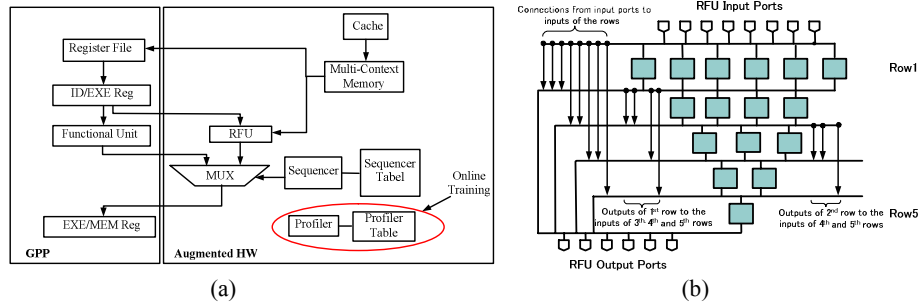 Cache
Register File
Multi-Context
Memory
ID/EXE Reg
Functional Unit
RFU
MUX
Sequencer
Sequencer
Tabel
Online
Training
EXE/MEM Reg
Profiler
Profiler
Table
GPP
Augmented HW
(a)
Connections from input ports to
inputs of the rows
RFU Input Ports
Row1
Row5
Outputs of 1st row to the
inputs of 3th, 4th and 5th rows
Outputs of 2nd row to the
inputs of 4th and 5th rows
RFU Output Ports
(b)